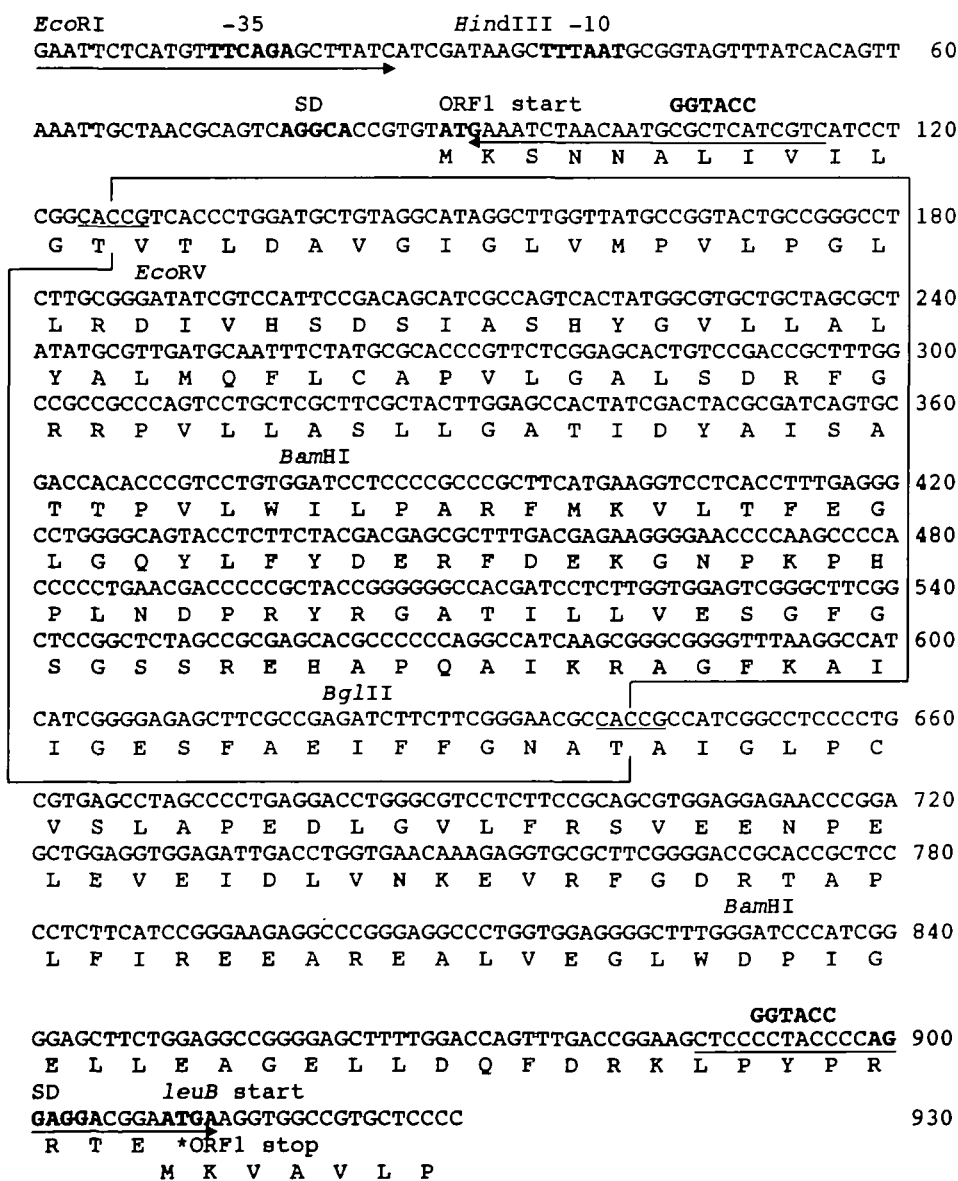 EcoRI -35 HindIII -10
GAATTCTCATGTTTCAGAGCTTATCATCGATAAGCTTTAATGCGGTAGTTTATCACAGTT 60
SD ORF1 start GGTACC
AAATTGCTAACGCAGTCAGGCACCGTGTATGAAATCTAACAATGCGCTCATCGTCATCCT 120
M K S N N A L I V I L
CGGCACCGTCACCCTGGATGCTGTAGGCATAGGCTTGGTTATGCCGGTACTGCCGGGCCT 180
G T V T L D A V G I G L V M P V L P G L
EcoRV
CTTGCGGGATATCGTCCATTCCGACAGCATCGCCAGTCACTATGGCGTGCTGCTAGCGCT 240
L R D I V H S D S I A S H Y G V L L A L
ATATGCGTTGATGCAATTTCTATGCGCACCCGTTCTCGGAGCACTGTCCGACCGCTTTGG 300
Y A L M Q F L C A P V L G A L S D R F G
CCGCCGCCCAGTCCTGCTCGCTTCGCTACTTGGAGCCACTATCGACTACGCGATCAGTGC 360
R R P V L L A S L L G A T I D Y A I S A
BamHI
GACCACACCCGTCCTGTGGATCCTCCCCGCCCGCTTCATGAAGGTCCTCACCTTTGAGGG 420
T T P V L W I L P A R F M K V L T F E G
CCTGGGGCAGTACCTCTTCTACGACGAGCGCTTTGACGAGAAGGGGAACCCCAAGCCCCA 480
L G Q Y L F Y D E R F D E K G N P K P H
CCCCCTGAACGACCCCCGCTACCGGGGGGCCACGATCCTCTTGGTGGAGTCGGGCTTCGG 540
P L N D P R Y R G A T I L L V E S G F G
CTCCGGCTCTAGCCGCGAGCACGCCCCCCAGGCCATCAAGCGGGCGGGGTTTAAGGCCAT 600
S G S S R E H A P Q A I K R A G F K A I
BglII
CATCGGGGAGAGCTTCGCCGAGATCTTCTTCGGGAACGCCACCGCCATCGGCCTCCCCTG 660
I G E S F A E I F F G N A T A I G L P C
CGTGAGCCTAGCCCCTGAGGACCTGGGCGTCCTCTTCCGCAGCGTGGAGGAGAACCCGGA 720
V S L A P E D L G V L F R S V E E N P E
GCTGGAGGTGGAGATTGACCTGGTGAACAAAGAGGTGCGCTTCGGGGACCGCACCGCTCC 780
L E V E I D L V N K E V R F G D R T A P
BamHI
CCTCTTCATCCGGGAAGAGGCCCGGGAGGCCCTGGTGGAGGGGCTTTGGGATCCCATCGG 840
L F I R E E A R E A L V E G L W D P I G
GGTACC
GGAGCTTCTGGAGGCCGGGGAGCTTTTGGACCAGTTTGACCGGAAGCTCCCCTACCCCAG 900
E L L E A G E L L D Q F D R K L P Y P R
SD leuB start
GAGGACGGAATGAAGGTGGCCGTGCTCCCC 930
R T E *ORF1 stop
M K V A V L P